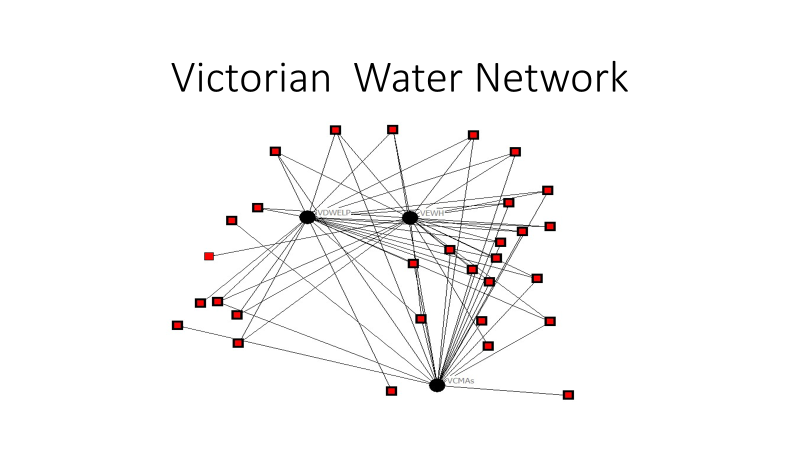 Victorian Water Network
VDWELP
VEWH
VCMAs